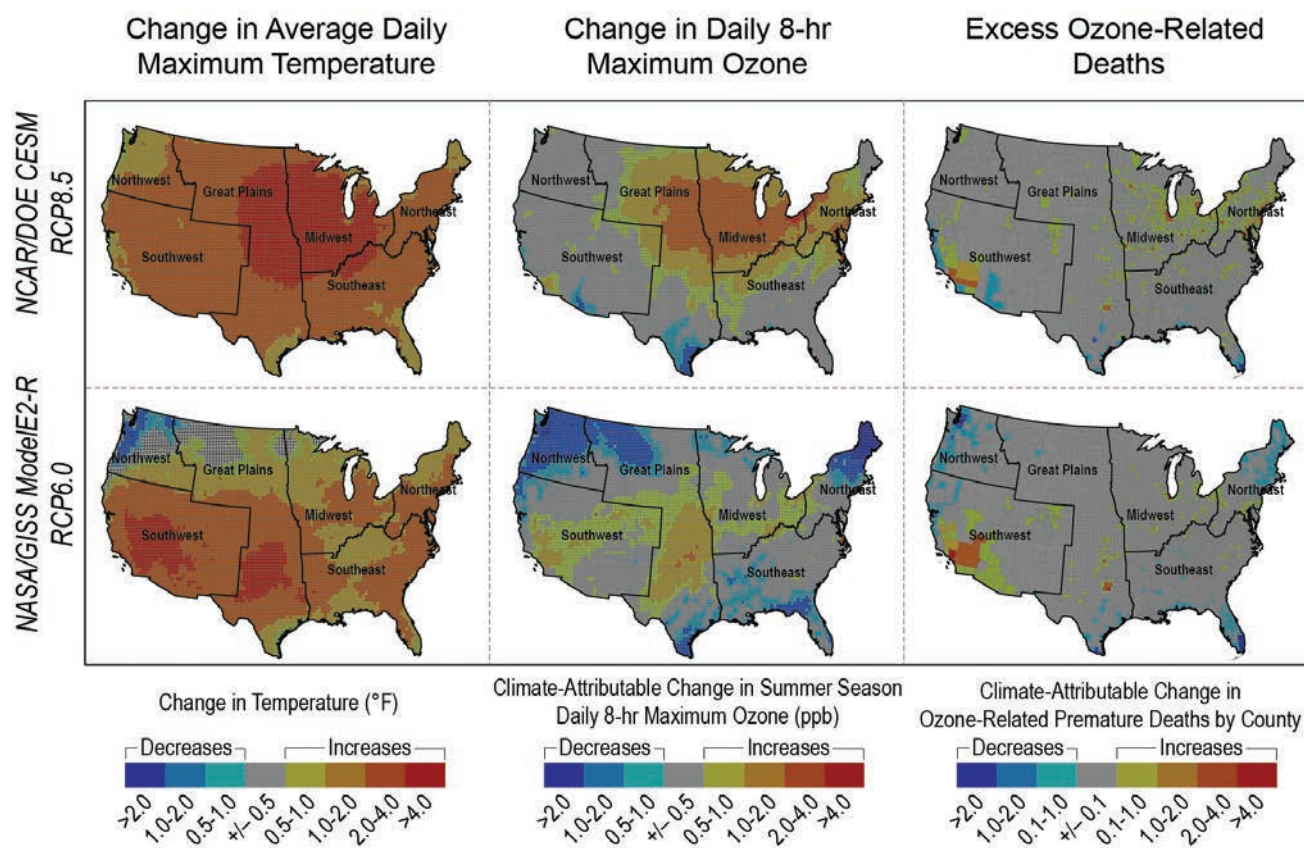 Change in Average Daily
Maximum Temperature
Change in Daily 8-hr
Maximum Ozone
Excess Ozone-Related
Deaths
NCAR/DOE CESM
RCP8.5
Northwest
Great Plains
Midwest
Northeast
Southwest
Southeast
Northwest
Great Plains
Midwest
Northeast
Southwest
Southeast
Northwest
Great Plains
Midwest
Northeast
Southwest
Southeast
NASA/GISS ModelE2-R
RCP6.0
Northwest
Great Plains
Midwest
Northeast
Southwest
Southeast
Northwest
Great Plains
Midwest
Northeast
Southwest
Southeast
Northwest
Great Plains
Midwest
Northeast
Southwest
Southeast
Change in Temperature (°F)
Decreases Increases
>2.0 1.0-2.0 0.5-1.0 +/- 0.5 0.5-1.0 1.0-2.0 2.0-4.0 >4.0
Climate-Attributable Change in Summer Season
Daily 8-hr Maximum Ozone (ppb)
Decreases Increases
>2.0 1.0-2.0 0.5-1.0 +/- 0.5 0.5-1.0 1.0-2.0 2.0-4.0 >4.0
Climate-Attributable Change in
Ozone-Related Premature Deaths by County
Decreases Increases
>2.0 1.0-2.0 0.1-1.0 +/- 0.1 0.1-1.0 1.0-2.0 2.0-4.0 >4.0